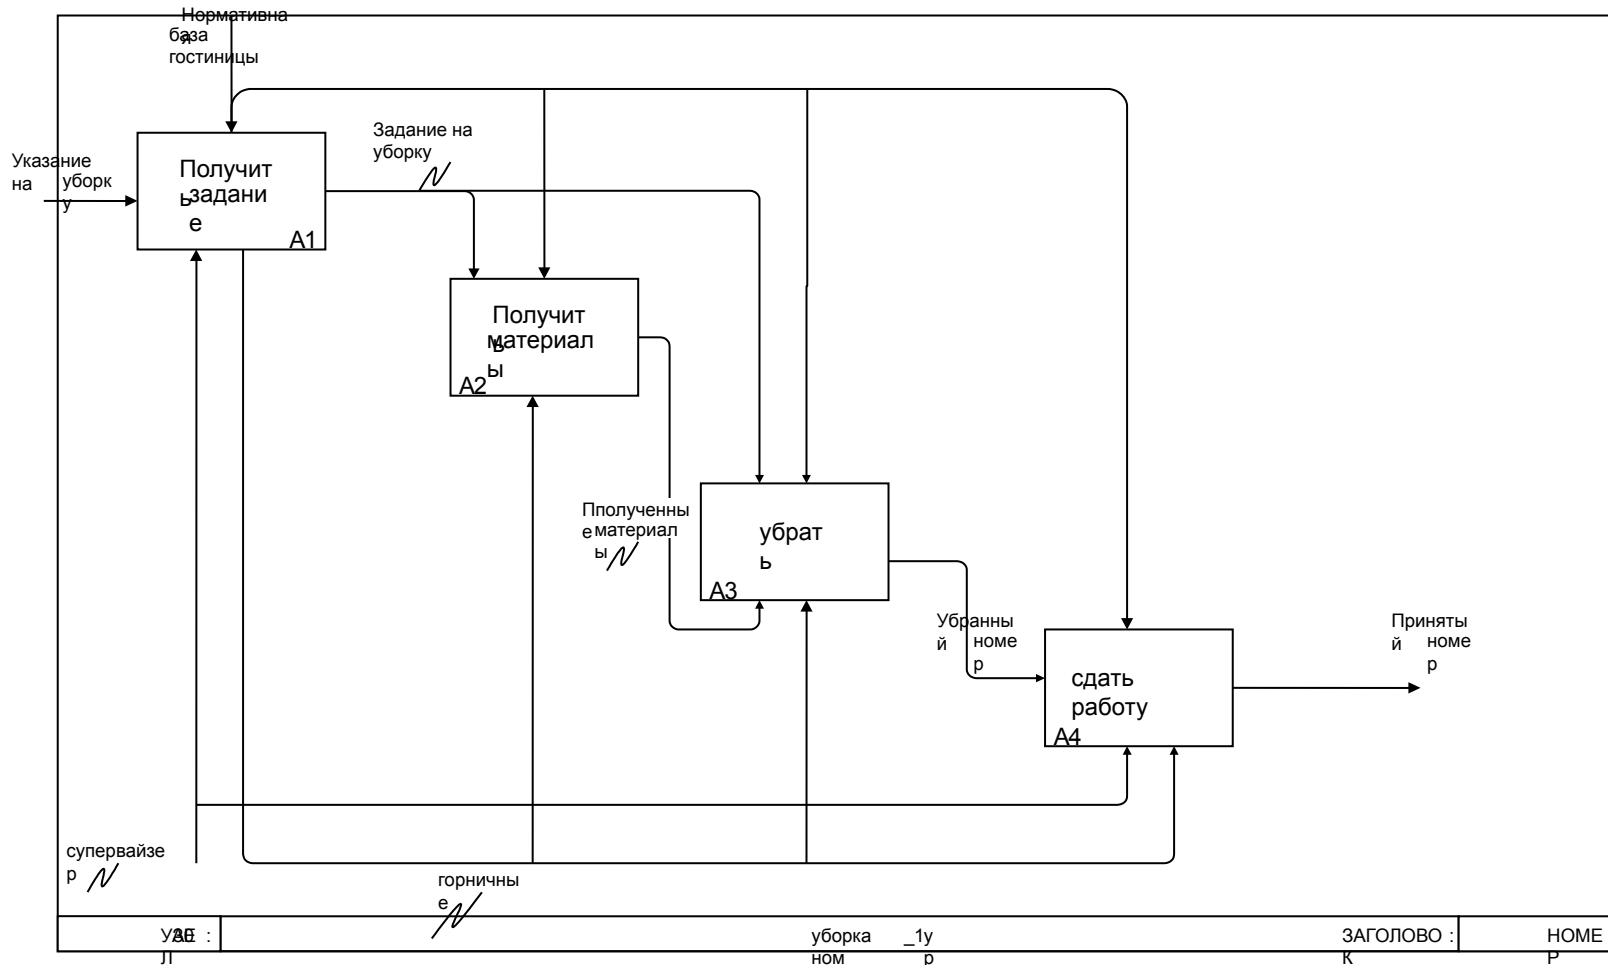 Нормативна
я
база
гостиницы
Указание
на уборк
у
Получит
ь задани
е
A1
Задание на
уборку
Получит
ь
материал
ы
A2
Пполученны
е материал
ы
убрат
ь
A3
Убранны
й номе
р
сдать
работу
A4
Приняты
й номе
р
супервайзе
р
горничны
е
УЗЕ :
Л
уборка _1у
ном р
ЗАГОЛОВО :
К
НОМЕ
Р